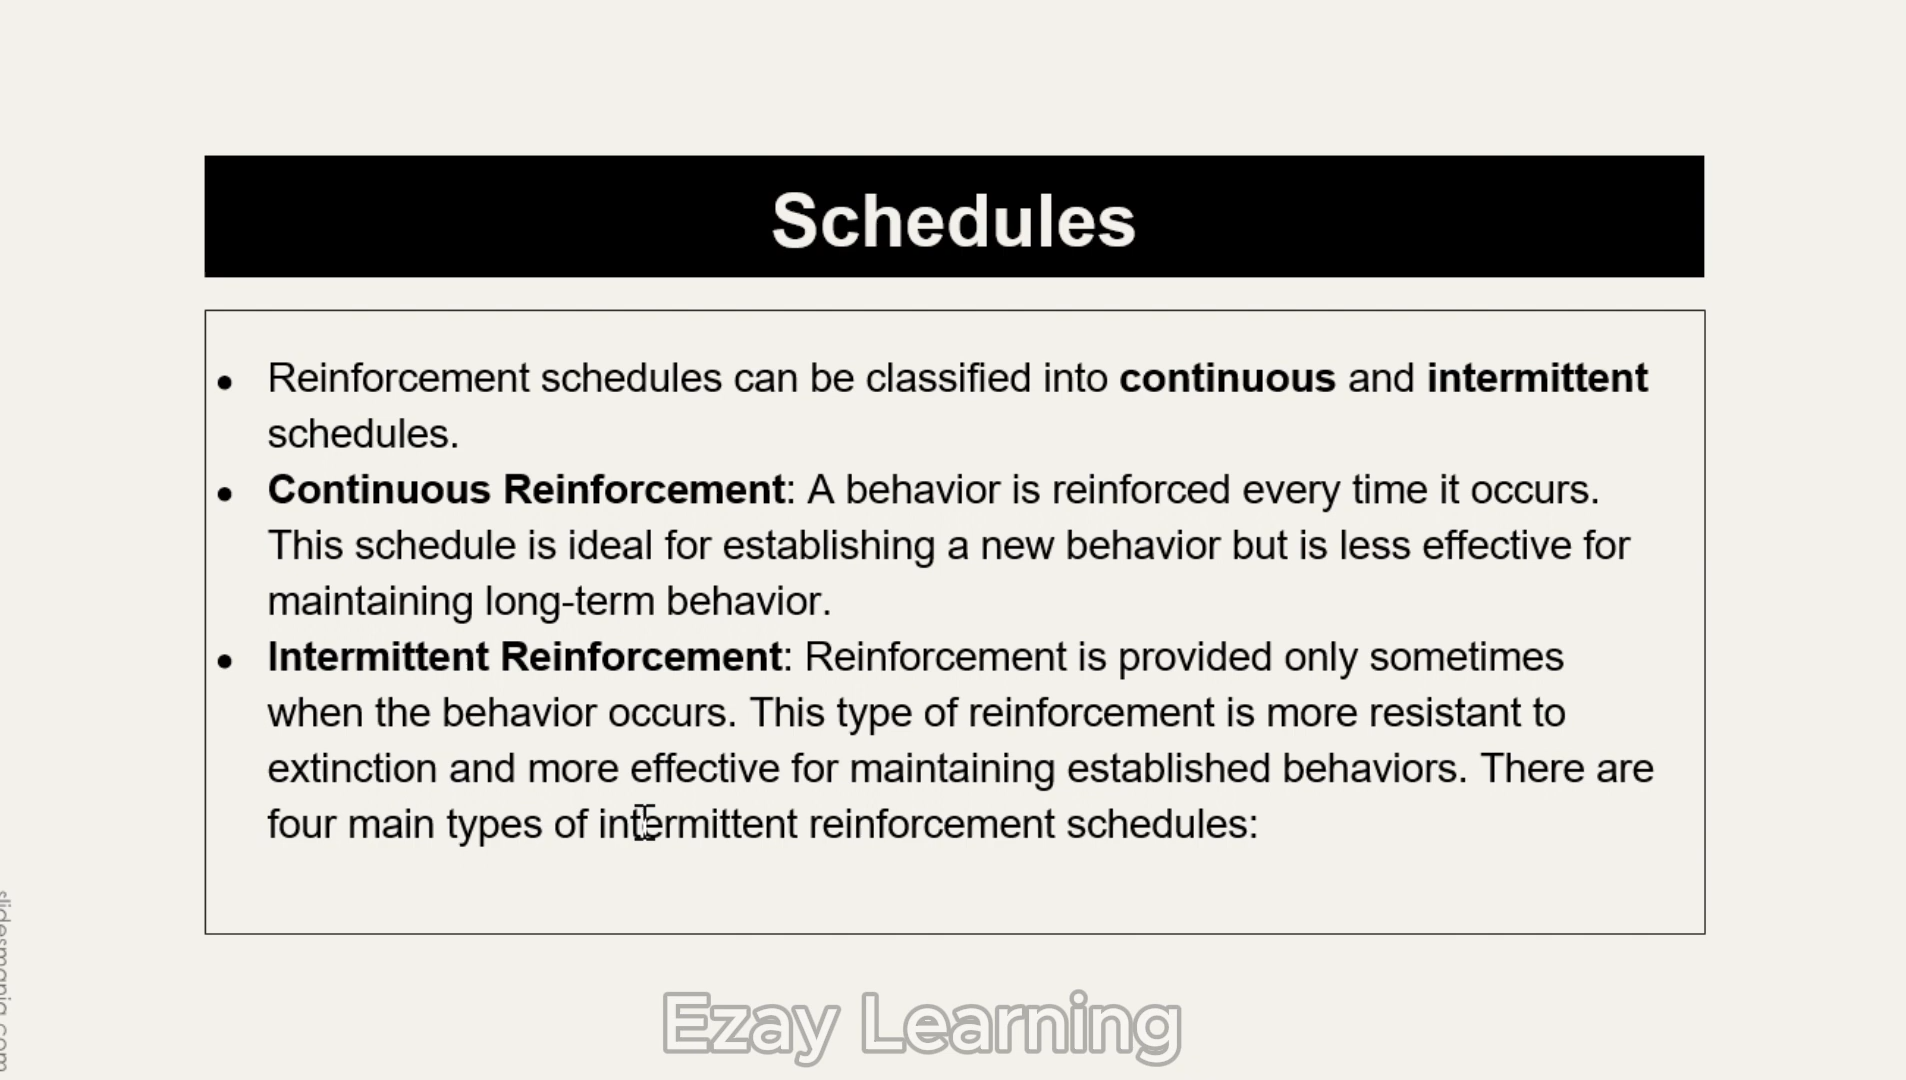 Schedules
● Reinforcement schedules can be classified into continuous and intermittent
schedules.
● Continuous Reinforcement: A behavior is reinforced every time it occurs.
This schedule is ideal for establishing a new behavior but is less effective for
maintaining long-term behavior.
● Intermittent Reinforcement: Reinforcement is provided only sometimes
when the behavior occurs. This type of reinforcement is more resistant to
extinction and more effective for maintaining established behaviors. There are
four main types of intermittent reinforcement schedules:
slidesmania.com
Ezay Learning